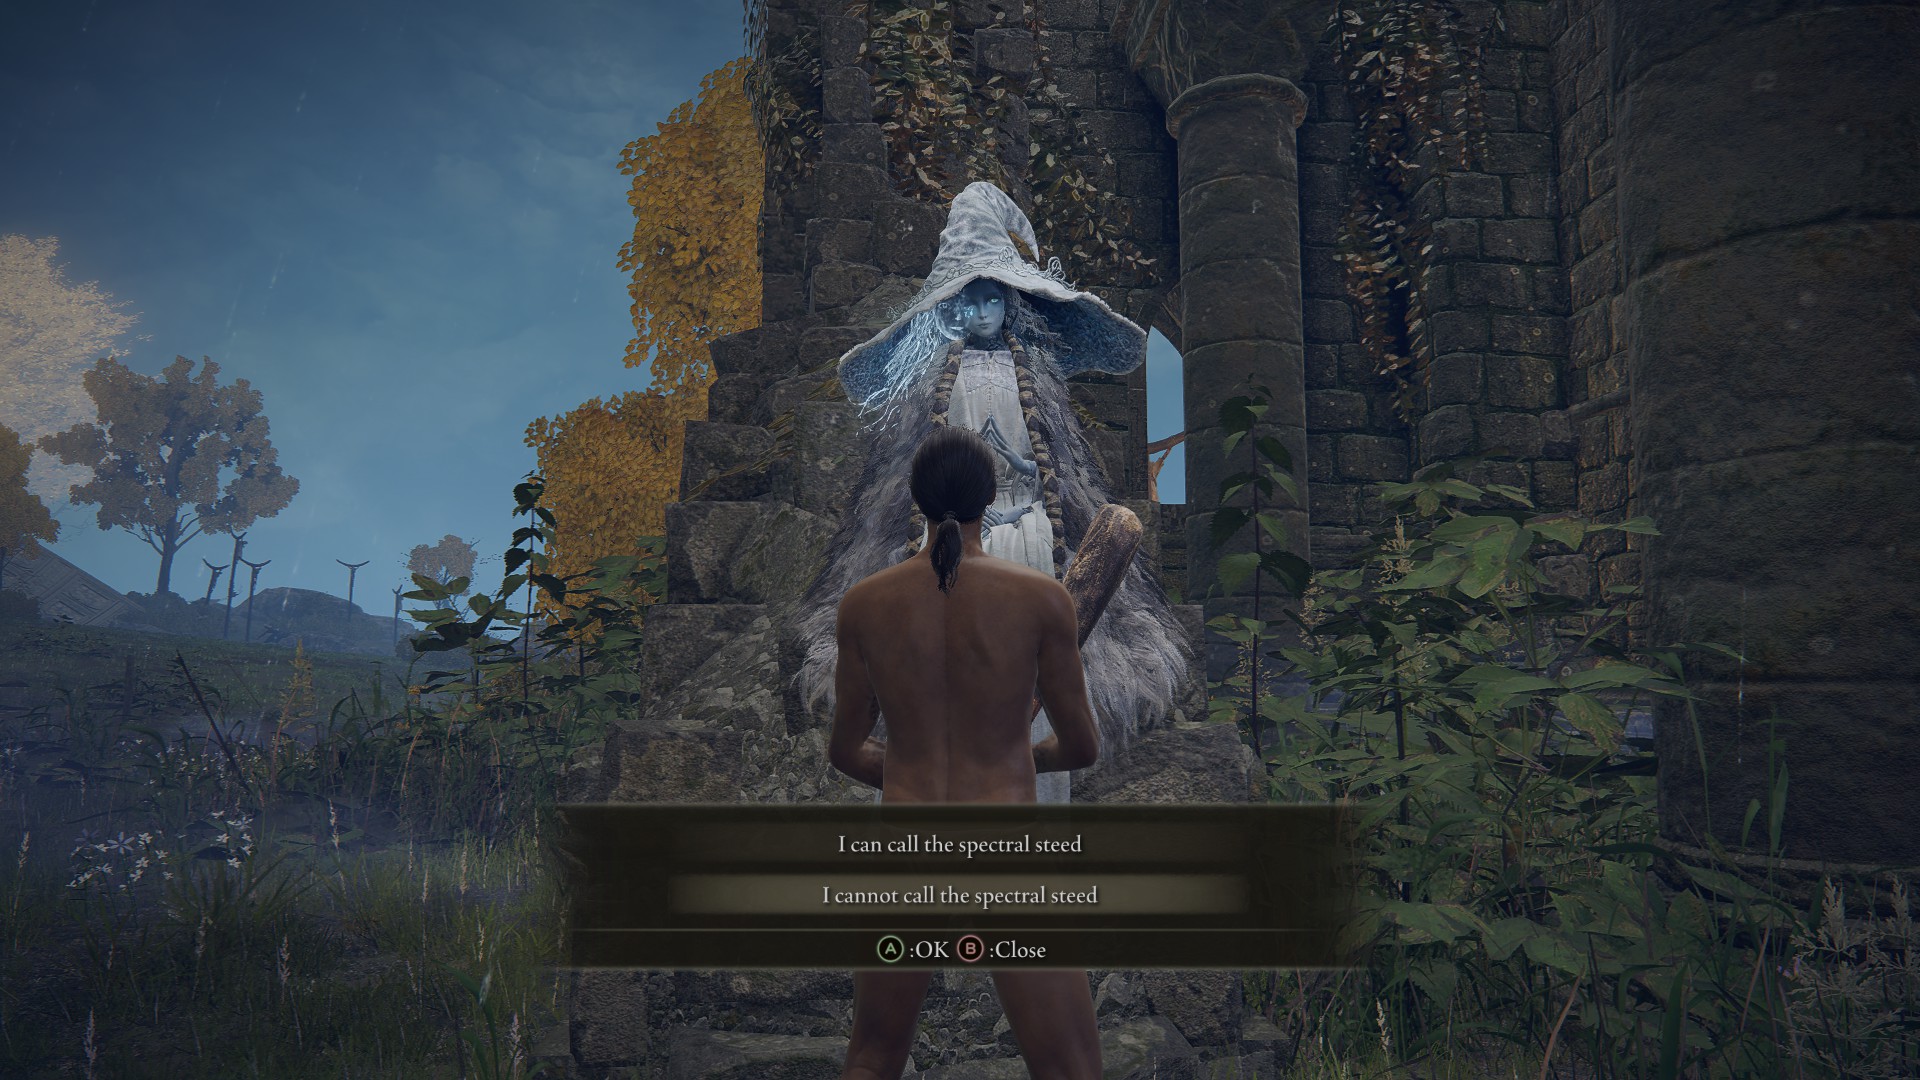 I can call the spectral steed
I cannot call the spectral steed
A :OK B :Close